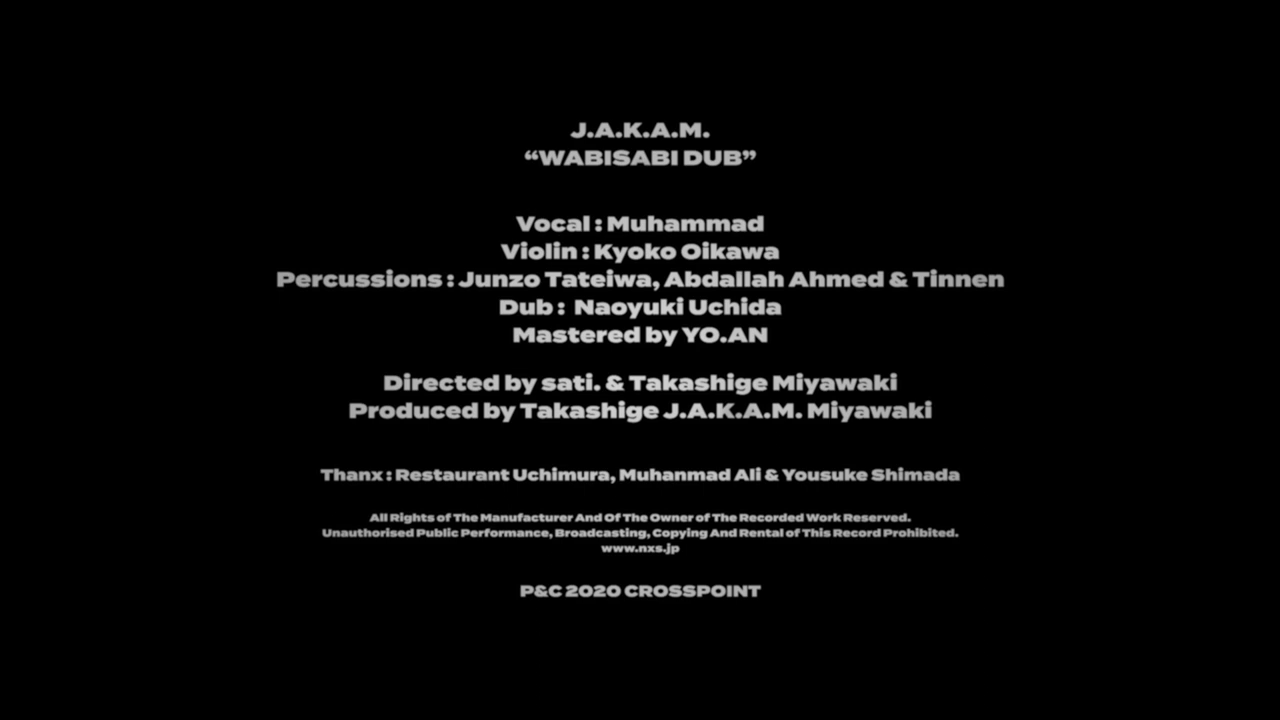 J.A.K.A.M.
“WABISABI DUB”
Vocal : Muhammad
Violin : Kyoko Oikawa
Percussions : Junzo Tateiwa, Abdallah Ahmed & Tinnen
Dub :  Naoyuki Uchida
Mastered by YO.AN
Directed by sati. & Takashige Miyawaki
Produced by Takashige J.A.K.A.M. Miyawaki
Thanx : Restaurant Uchimura, Muhanmad Ali & Yousuke Shimada
All Rights of The Manufacturer And Of The Owner of The Recorded Work Reserved.
Unauthorised Public Performance, Broadcasting, Copying And Rental of This Record Prohibited.
www.nxs.jp
P&C 2020 CROSSPOINT